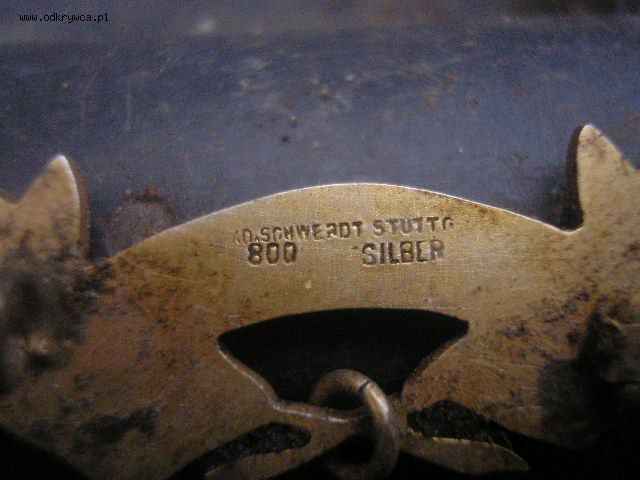 www.odkrywca.pl
AD. SCHWERDT STUTTG
800 SILBER